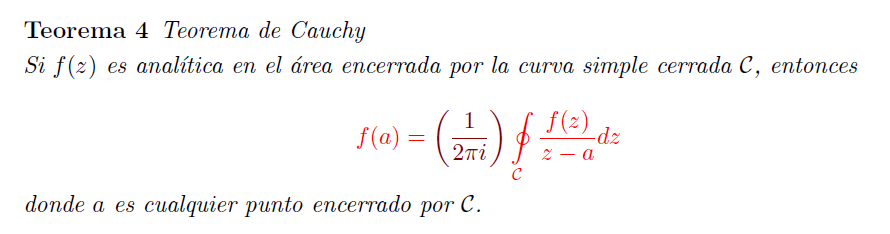 Teorema 4 Teorema de Cauchy
Si f(z) es analítica en el área encerrada por la curva simple cerrada 𝒞, entonces
f(a) = (1/2πi) ∮_𝒞 f(z)/(z − a) dz
donde a es cualquier punto encerrado por 𝒞.